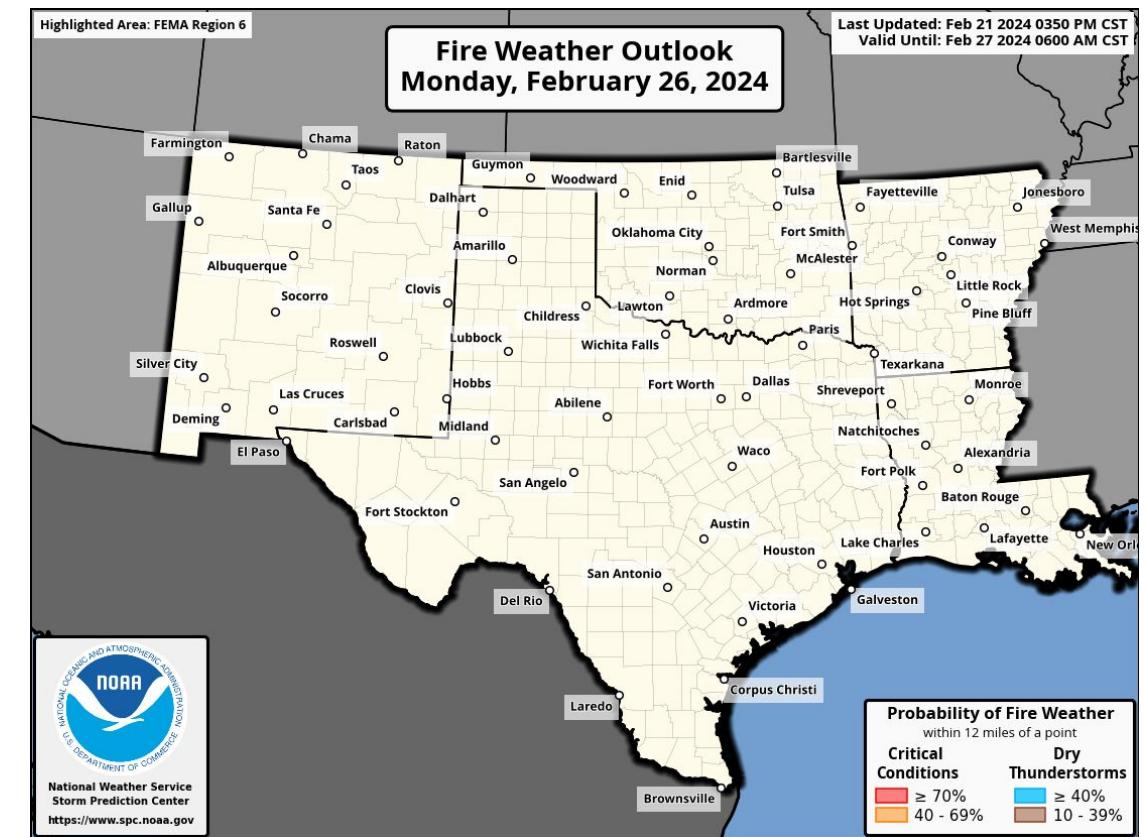 Highlighted Area: FEMA Region 6
Last Updated: Feb 21 2024 0350 PM CST
Valid Until: Feb 27 2024 0600 AM CST
Fire Weather Outlook
Monday, February 26, 2024
Farmington
Chama
Raton
Taos
Guymon
Woodward
Enid
Bartlesville
Tulsa
Fayetteville
Jonesboro
Gallup
Santa Fe
Dalhart
West Memphis
Albuquerque
Amarillo
Oklahoma City
Norman
Fort Smith
McAlester
Conway
Little Rock
Socorro
Clovis
Childress
Lawton
Ardmore
Hot Springs
Pine Bluff
Roswell
Lubbock
Wichita Falls
Paris
Texarkana
Silver City
Las Cruces
Hobbs
Abilene
Fort Worth
Dallas
Shreveport
Monroe
Deming
Carlsbad
Midland
Natchitoches
El Paso
San Angelo
Waco
Fort Polk
Alexandria
Fort Stockton
Austin
Baton Rouge
Houston
Lake Charles
Lafayette
New Orl
San Antonio
Del Rio
Victoria
Galveston
Laredo
Corpus Christi
Brownsville
NATIONAL OCEANIC AND ATMOSPHERIC ADMINISTRATION
NOAA
U.S. DEPARTMENT OF COMMERCE
National Weather Service
Storm Prediction Center
https://www.spc.noaa.gov
Probability of Fire Weather
within 12 miles of a point
Critical Conditions
≥ 70%
40 - 69%
Dry Thunderstorms
≥ 40%
10 - 39%